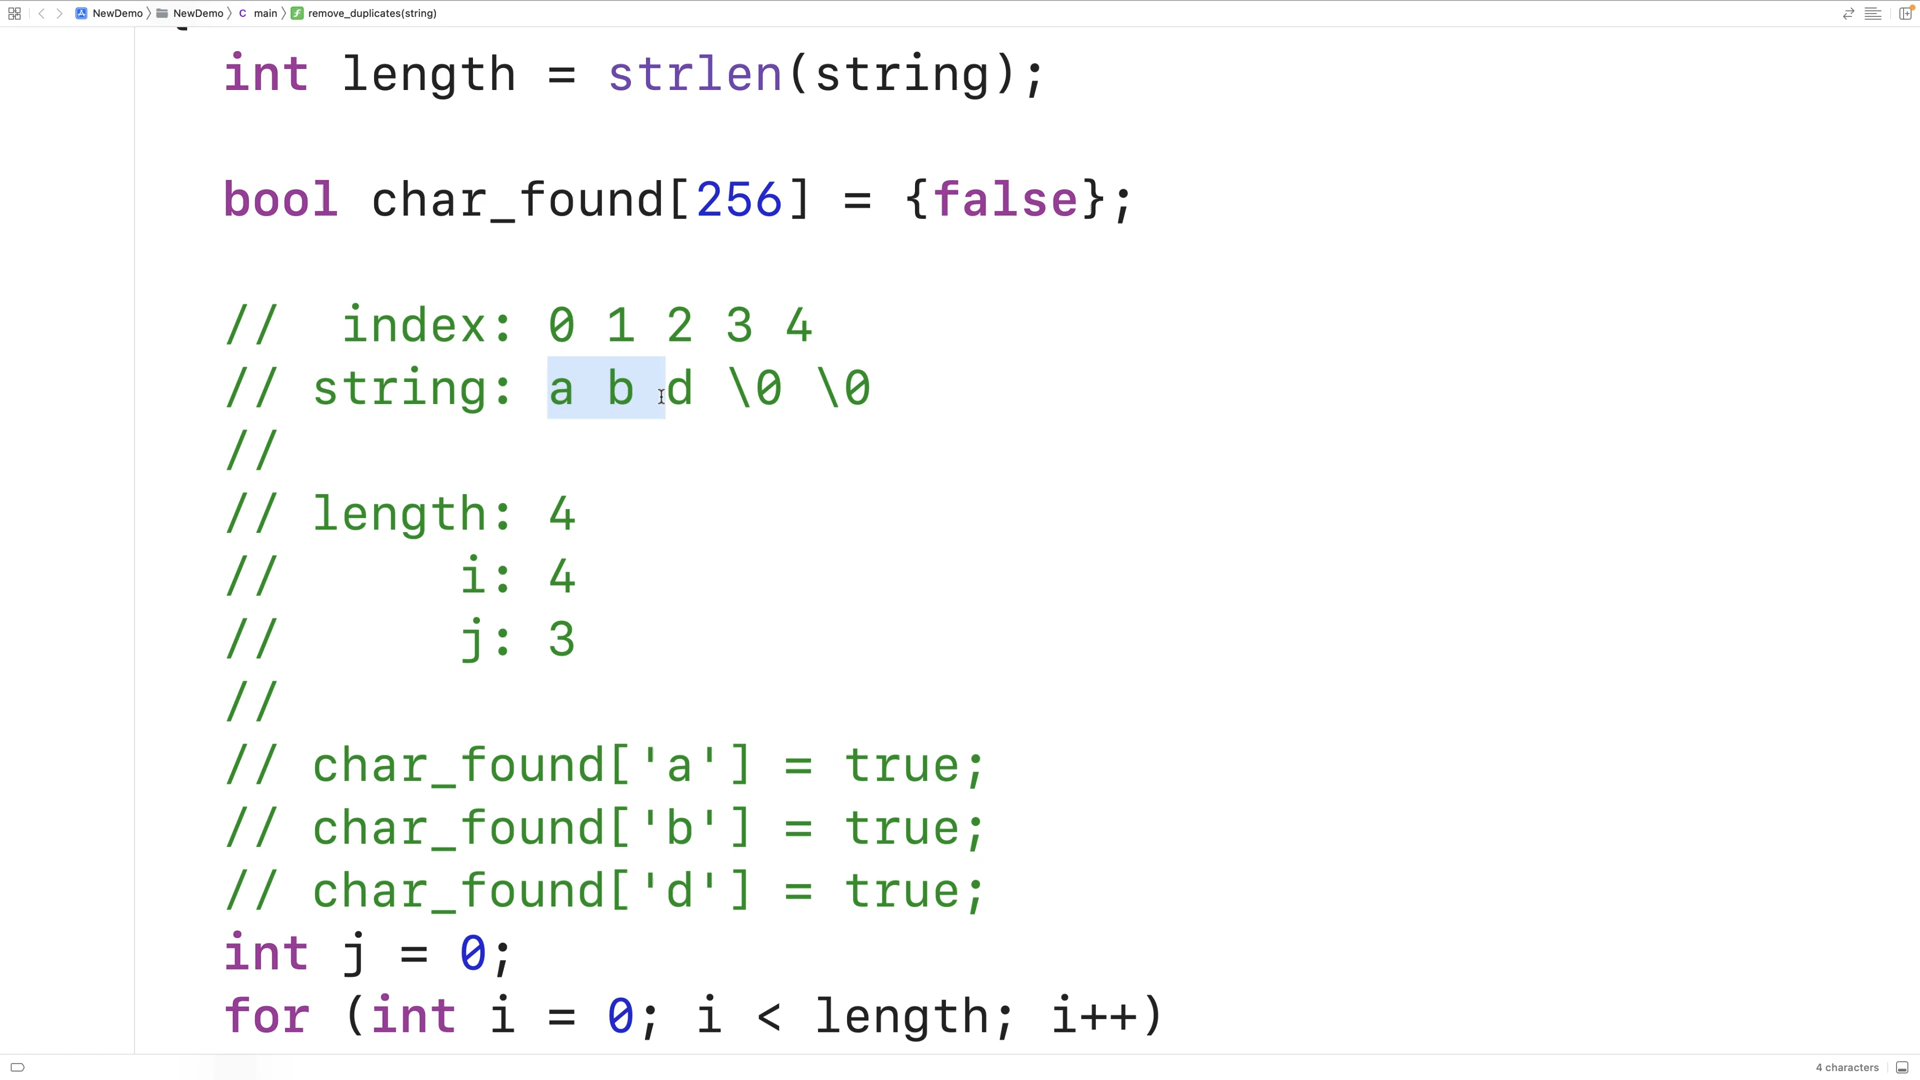 NewDemo NewDemo C main f remove_duplicates(string)
int length = strlen(string);
bool char_found[256] = {false};
//  index: 0 1 2 3 4
// string: a b d \0 \0
//
// length: 4
//      i: 4
//      j: 3
//
// char_found['a'] = true;
// char_found['b'] = true;
// char_found['d'] = true;
int j = 0;
for (int i = 0; i < length; i++)
4 characters